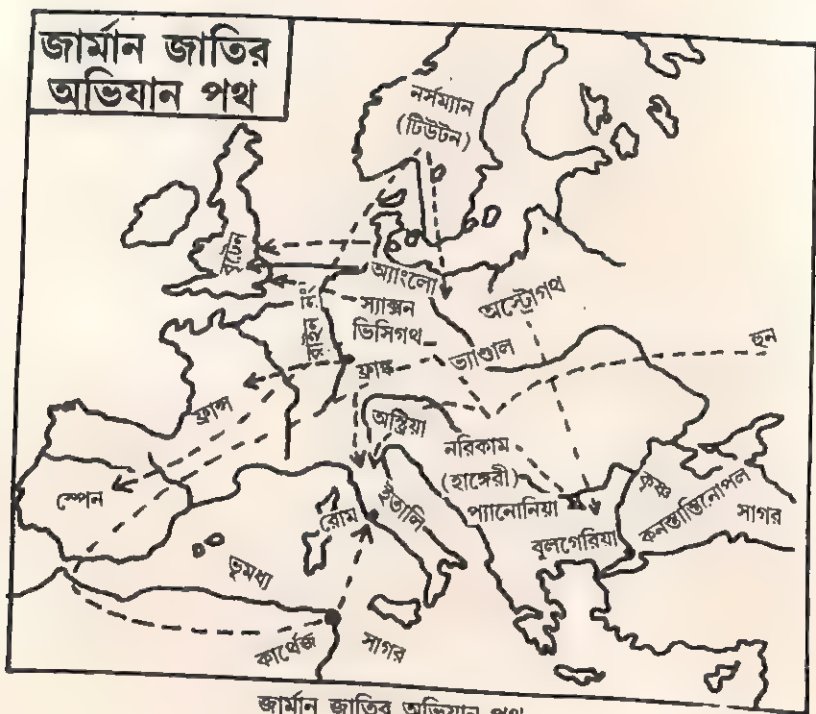 জার্মান জাতির
অভিযান পথ
নর্সম্যান
(টিউটন)
বৃটেন
অ্যাংলো
স্যাক্সন
ভিসিগথ
অস্ট্রোগথ
রাইন
ফ্রাঙ্ক
ভ্যাণ্ডাল
হুন
ফ্রান্স
অস্ট্রিয়া
নরিকাম
(হাঙ্গেরী)
প্যানোনিয়া
স্পেন
রোম
ইতালি
কৃষ্ণ
কনস্তান্তিনোপল
সাগর
বুলগেরিয়া
ভূমধ্য
কার্থেজ
সাগর
জার্মান জাতির অভিযান পথ